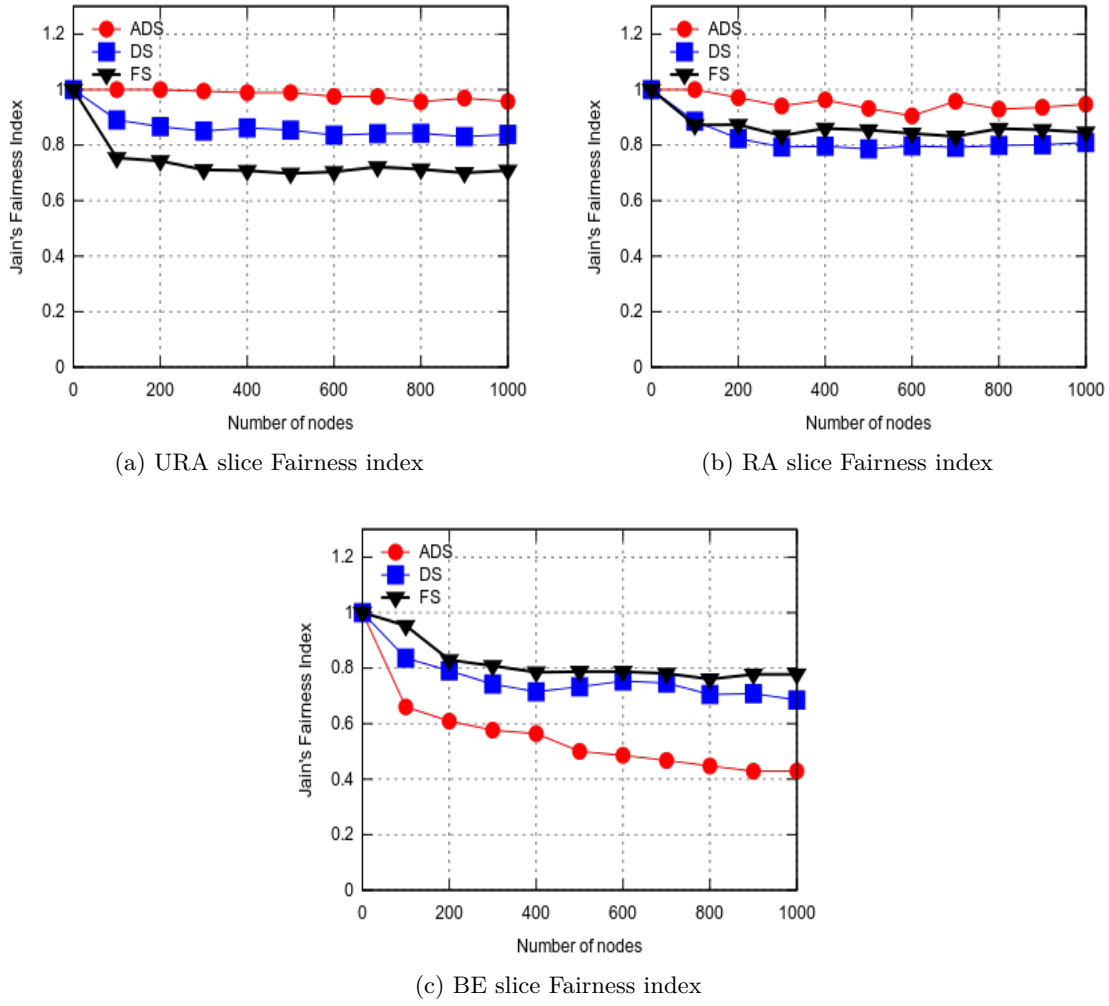 1.2
1
0.8
0.6
0.4
0.2
0
Jain's Fairness Index
ADS
DS
FS
0 200 400 600 800 1000
Number of nodes
(a) URA slice Fairness index
1.2
1
0.8
0.6
0.4
0.2
0
Jain's Fairness Index
ADS
DS
FS
0 200 400 600 800 1000
Number of nodes
(b) RA slice Fairness index
1.2
1
0.8
0.6
0.4
0.2
0
Jain's Fairness Index
ADS
DS
FS
0 200 400 600 800 1000
Number of nodes
(c) BE slice Fairness index